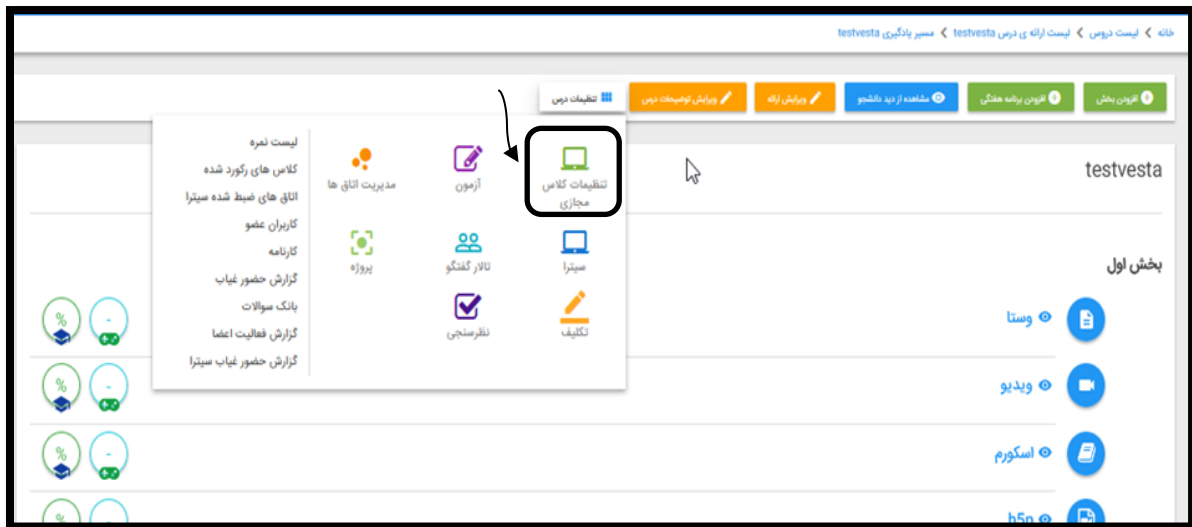 خانه ❯ لیست دروس ❯ لیست ارائه ی درس testvesta ❯ مسیر یادگیری testvesta
افزودن بخش
افزودن برنامه هفتگی
مشاهده از دید دانشجو
ویرایش ارائه
ویرایش توضیحات درس
تنظیمات درس
testvesta
بخش اول
وستا
ویدیو
اسکورم
h5p
تنظیمات کلاس
مجازی
آزمون
مدیریت اتاق ها
سیترا
تالار گفتگو
پروژه
تکلیف
نظرسنجی
لیست نمره
کلاس های رکورد شده
اتاق های ضبط شده سیترا
کاربران عضو
کارنامه
گزارش حضور غیاب
بانک سوالات
گزارش فعالیت اعضا
گزارش حضور غیاب سیترا
- %
- %
- %
%